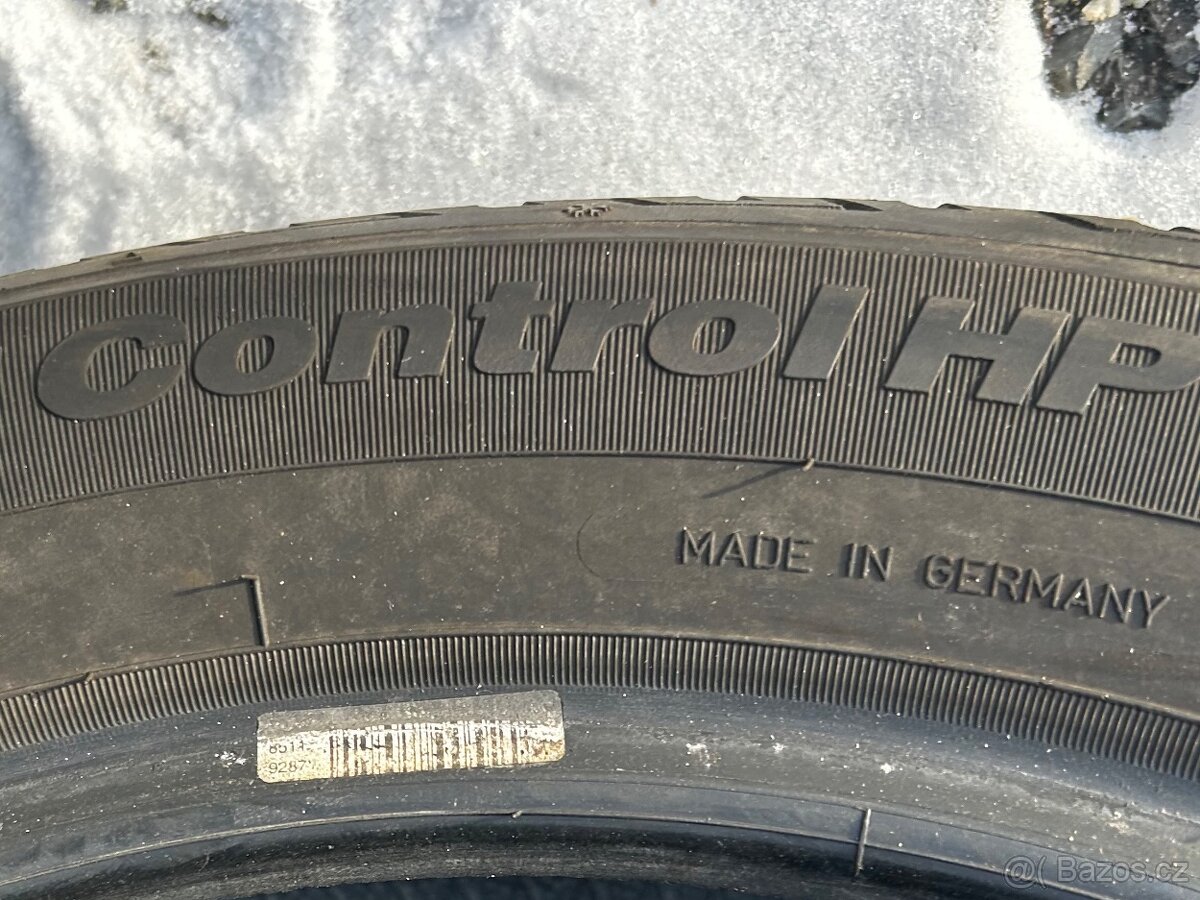 Control HP
MADE IN GERMANY
@( Bazos.cz